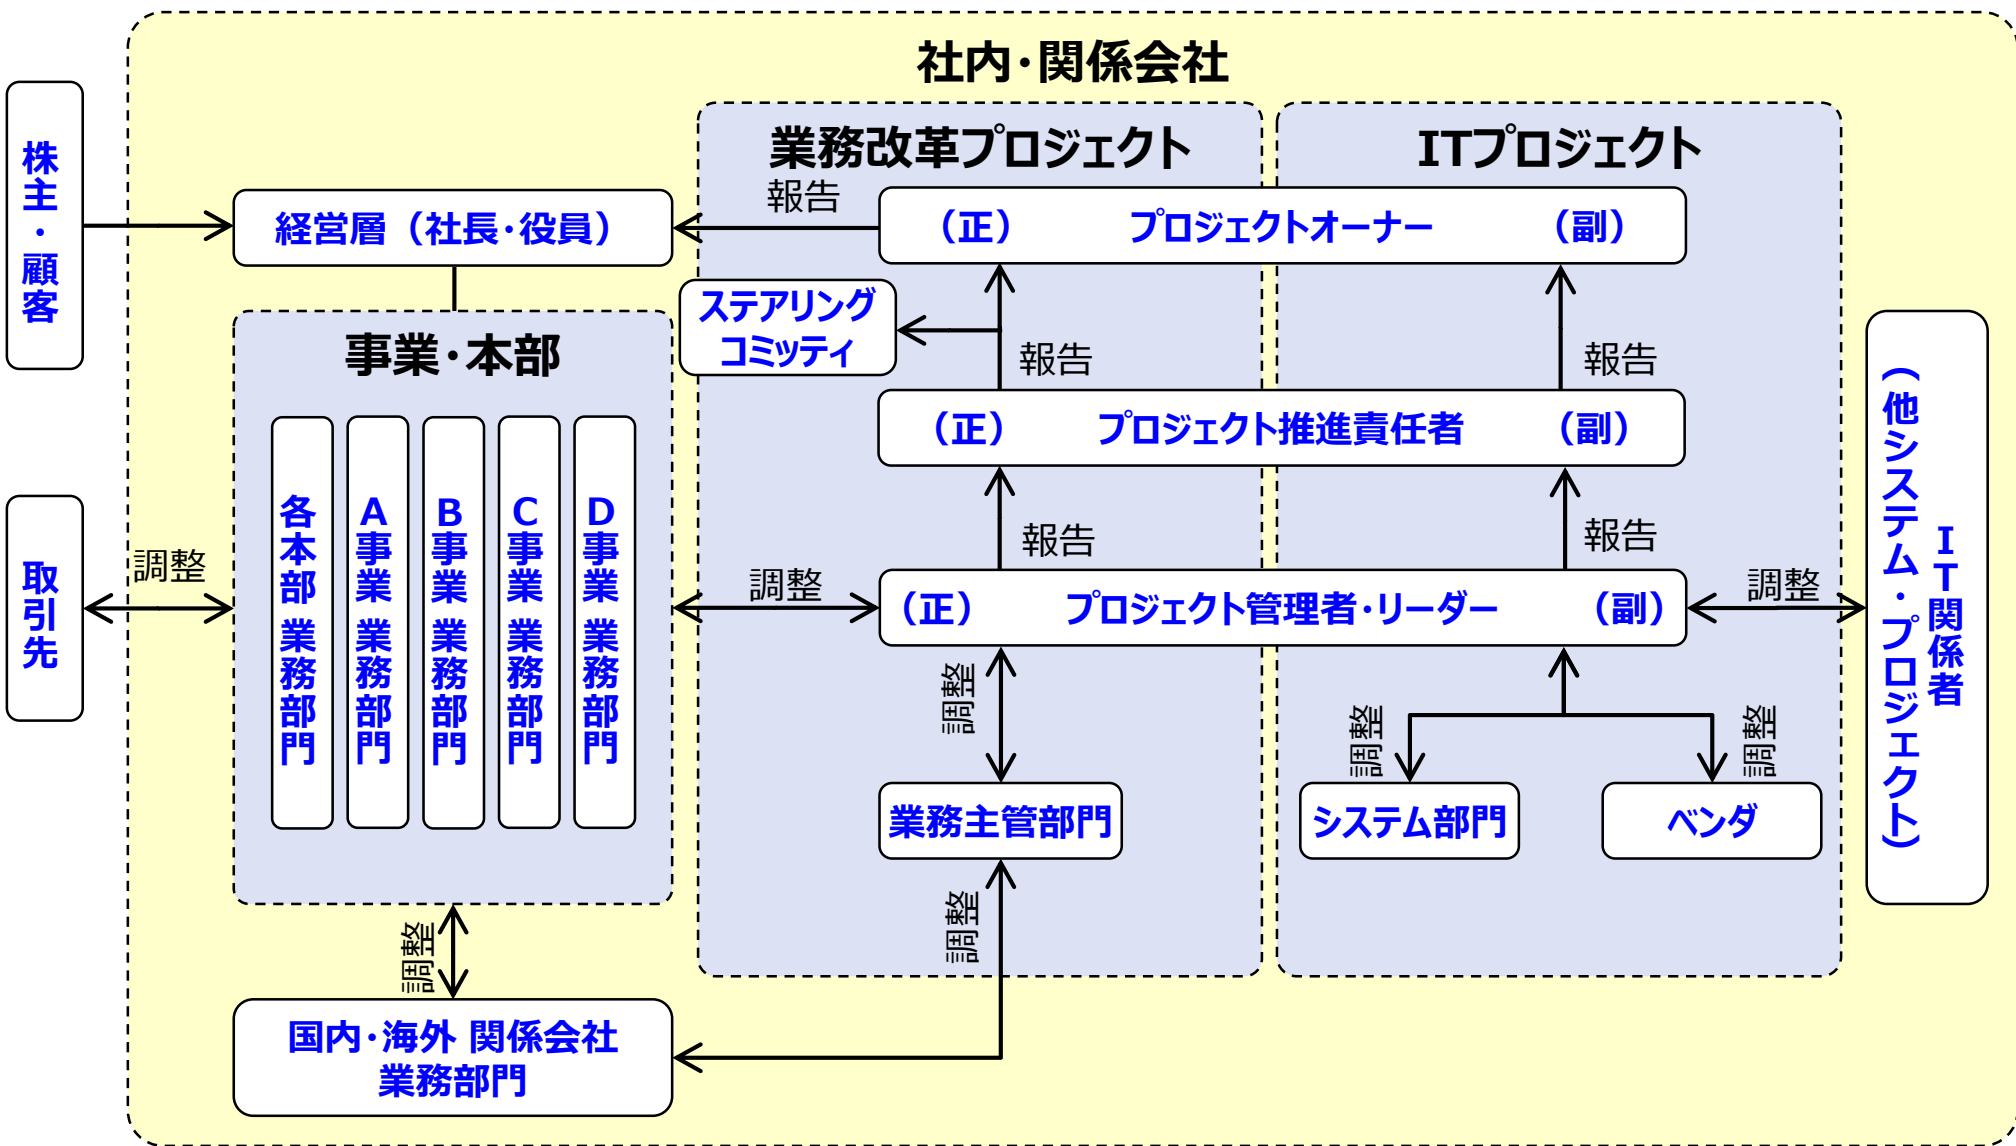 社内・関係会社
株主・顧客
取引先
経営層（社長・役員）
事業・本部
各本部 業務部門
A事業 業務部門
B事業 業務部門
C事業 業務部門
D事業 業務部門
調整
調整
国内・海外 関係会社
業務部門
業務改革プロジェクト
ITプロジェクト
報告
（正） プロジェクトオーナー （副）
ステアリング
コミッティ
報告
報告
（正） プロジェクト推進責任者 （副）
報告
報告
調整
（正） プロジェクト管理者・リーダー （副）
調整
調整
調整
調整
業務主管部門
システム部門
ベンダ
調整
IT関係者
（他システム・プロジェクト）